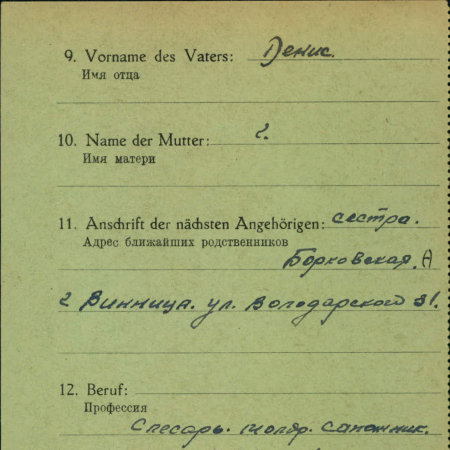 9. Vorname des Vaters: Денис.
Имя отца
10. Name der Mutter: г.
Имя матери
11. Anschrift der nächsten Angehörigen: сестра.
Адрес ближайших родственников
Борковская. А
г Винница. ул. Володарского 31.
12. Beruf:
Профессия
Слесарь. сапожник.